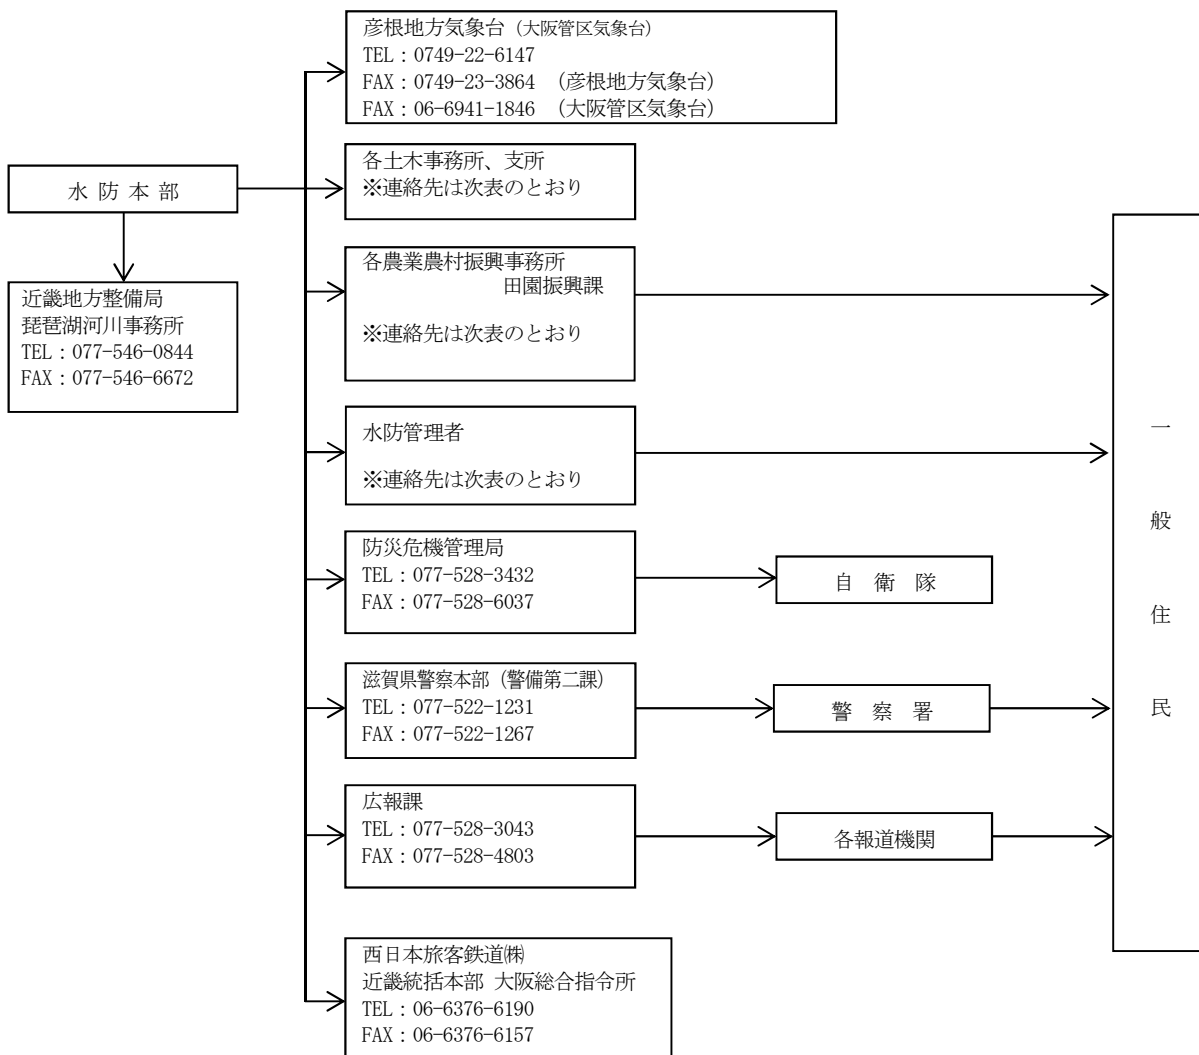 彦根地方気象台（大阪管区気象台）
TEL：0749-22-6147
FAX：0749-23-3864　（彦根地方気象台）
FAX：06-6941-1846　（大阪管区気象台）
水 防 本 部
近畿地方整備局
琵琶湖河川事務所
TEL：077-546-0844
FAX：077-546-6672
各土木事務所、支所
※連絡先は次表のとおり
各農業農村振興事務所
田園振興課
※連絡先は次表のとおり
水防管理者
※連絡先は次表のとおり
防災危機管理局
TEL：077-528-3432
FAX：077-528-6037
自　衛　隊
滋賀県警察本部（警備第二課）
TEL：077-522-1231
FAX：077-522-1267
警　察　署
広報課
TEL：077-528-3043
FAX：077-528-4803
各報道機関
西日本旅客鉄道㈱
近畿統括本部 大阪総合指令所
TEL：06-6376-6190
FAX：06-6376-6157
一般住民